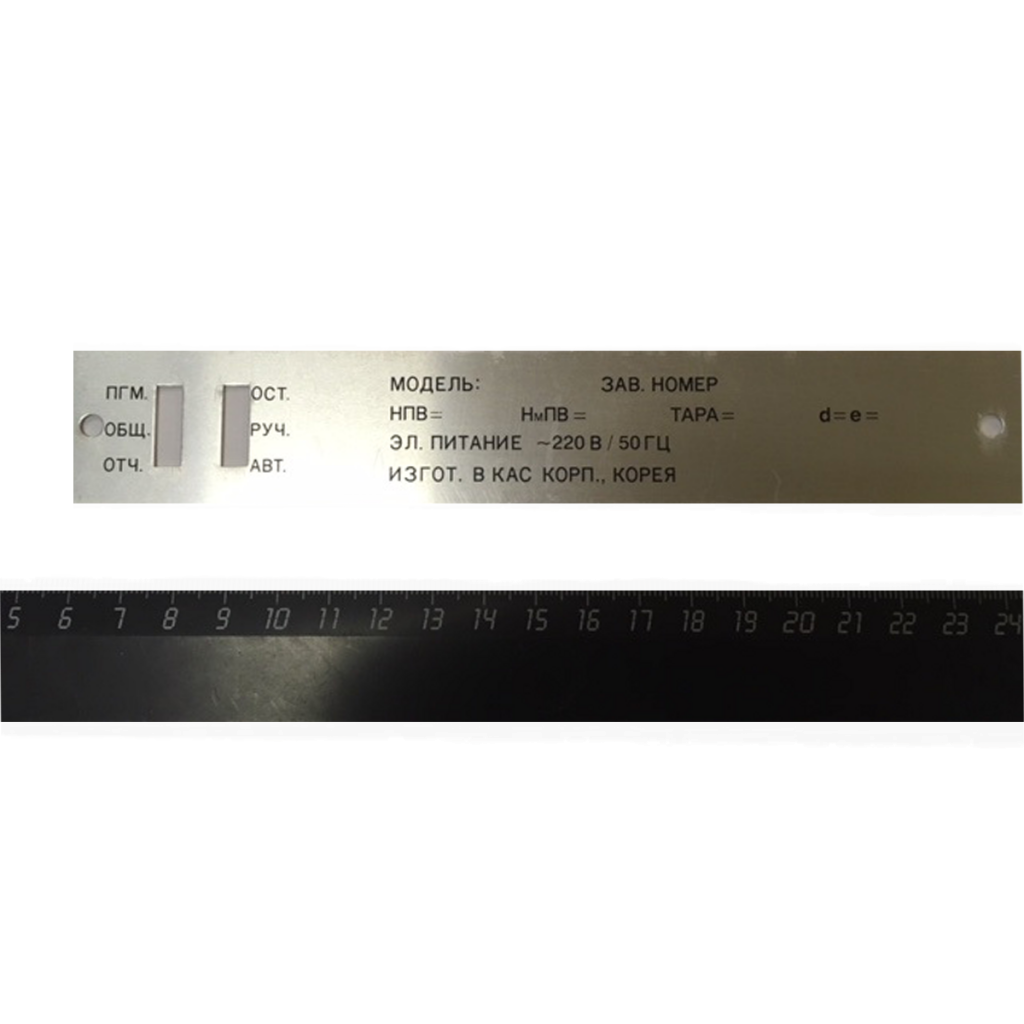 ПГМ.
ОБЩ.
ОТЧ.
ОСТ.
РУЧ.
АВТ.
МОДЕЛЬ: ЗАВ. НОМЕР
НПВ= НмПВ = ТАРА= d=e=
ЭЛ. ПИТАНИЕ ~220 В / 50 ГЦ
ИЗГОТ. В КАС КОРП., КОРЕЯ
5 6 7 8 9 10 11 12 13 14 15 16 17 18 19 20 21 22 23 24